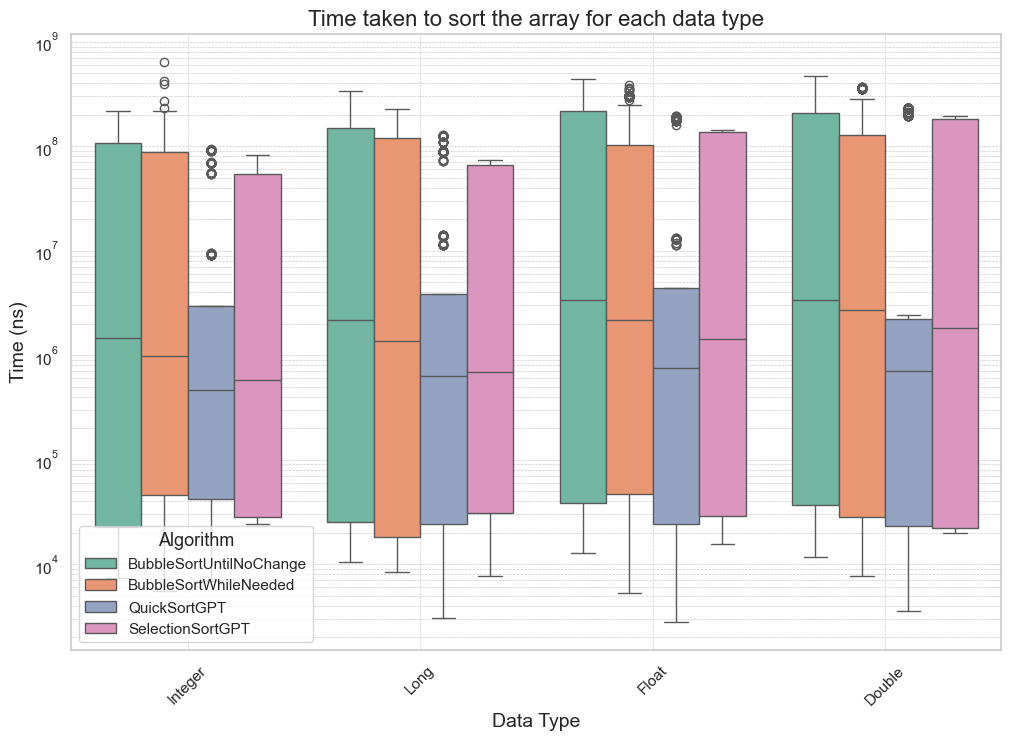 Time taken to sort the array for each data type
10⁹
10⁸
10⁷
10⁶
10⁵
10⁴
Time (ns)
Algorithm
BubbleSortUntilNoChange
BubbleSortWhileNeeded
QuickSortGPT
SelectionSortGPT
Integer
Long
Float
Double
Data Type